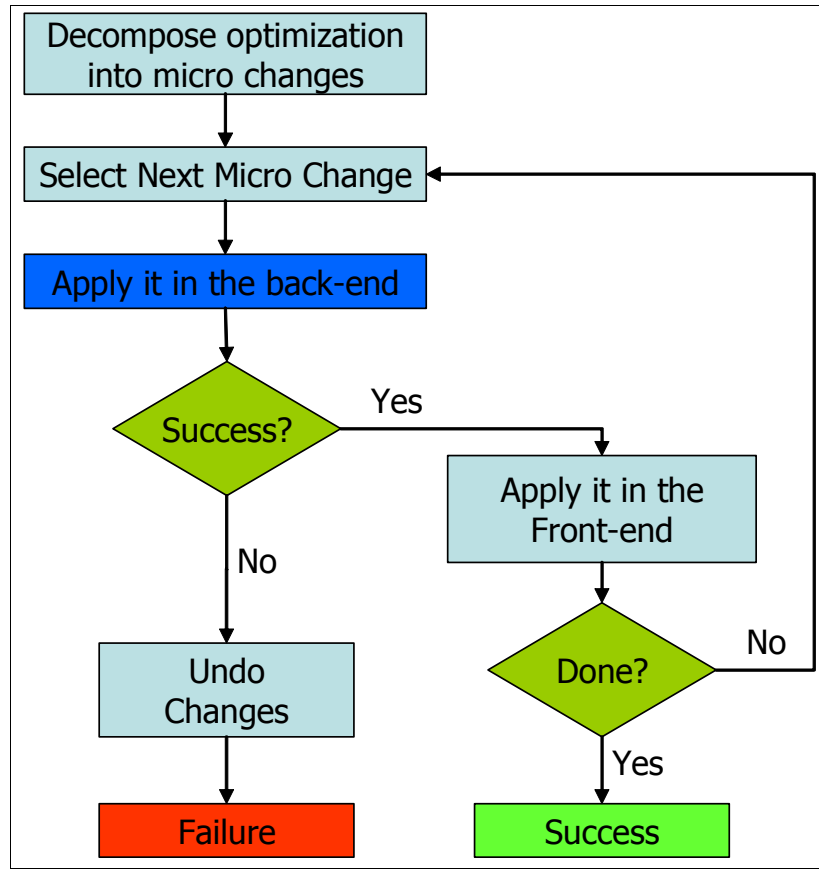 Decompose optimization
into micro changes
Select Next Micro Change
Apply it in the back-end
Success?
Yes
Apply it in the
Front-end
No
Undo
Changes
Done?
No
Yes
Failure
Success